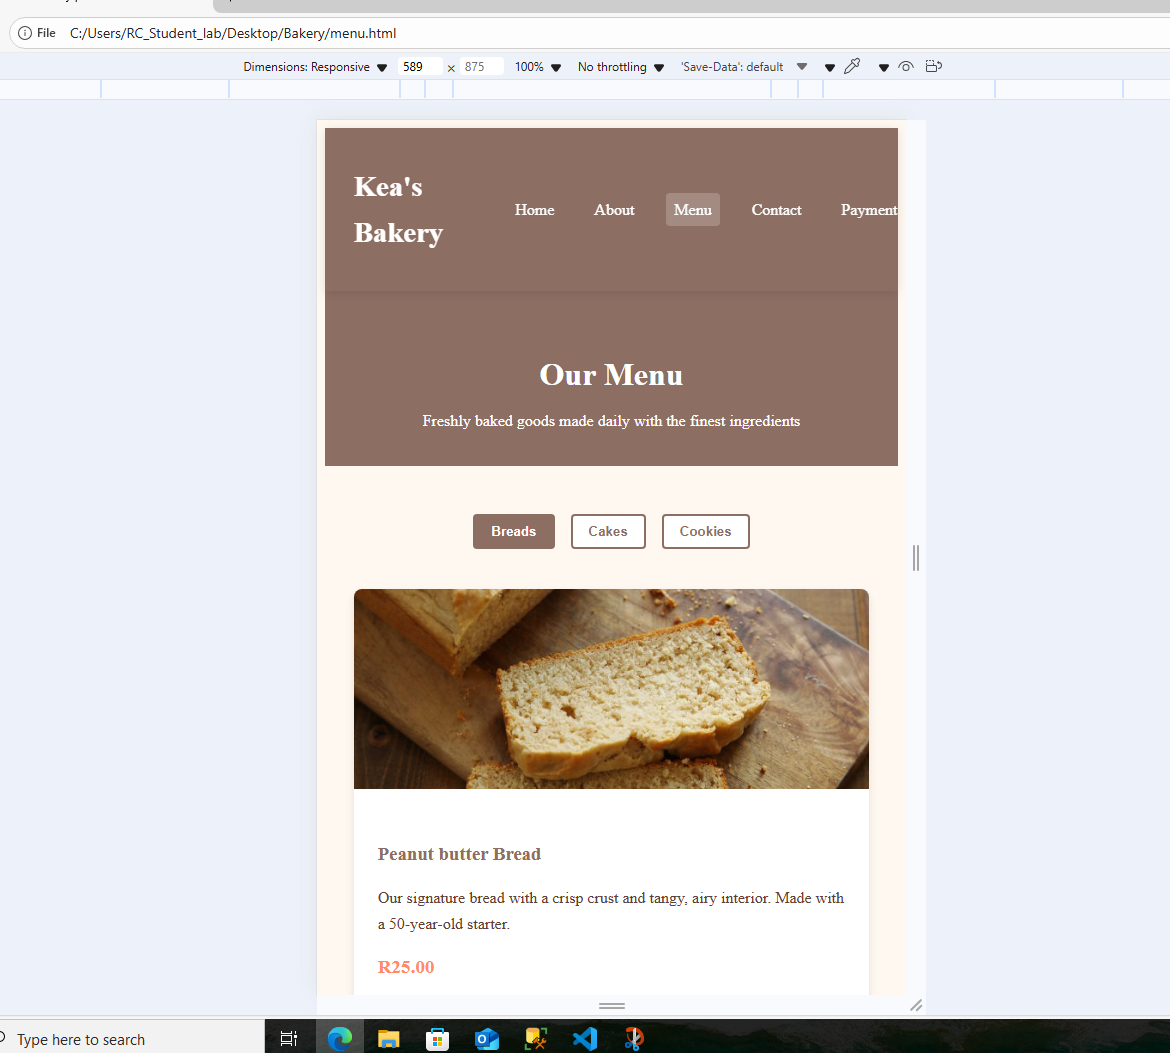 File C:/Users/RC_Student_lab/Desktop/Bakery/menu.html
Dimensions: Responsive 589 × 875 100% No throttling 'Save-Data': default
Kea's
Bakery
Home About Menu Contact Payment
Our Menu
Freshly baked goods made daily with the finest ingredients
Breads Cakes Cookies
Peanut butter Bread
Our signature bread with a crisp crust and tangy, airy interior. Made with
a 50-year-old starter.
R25.00
Type here to search